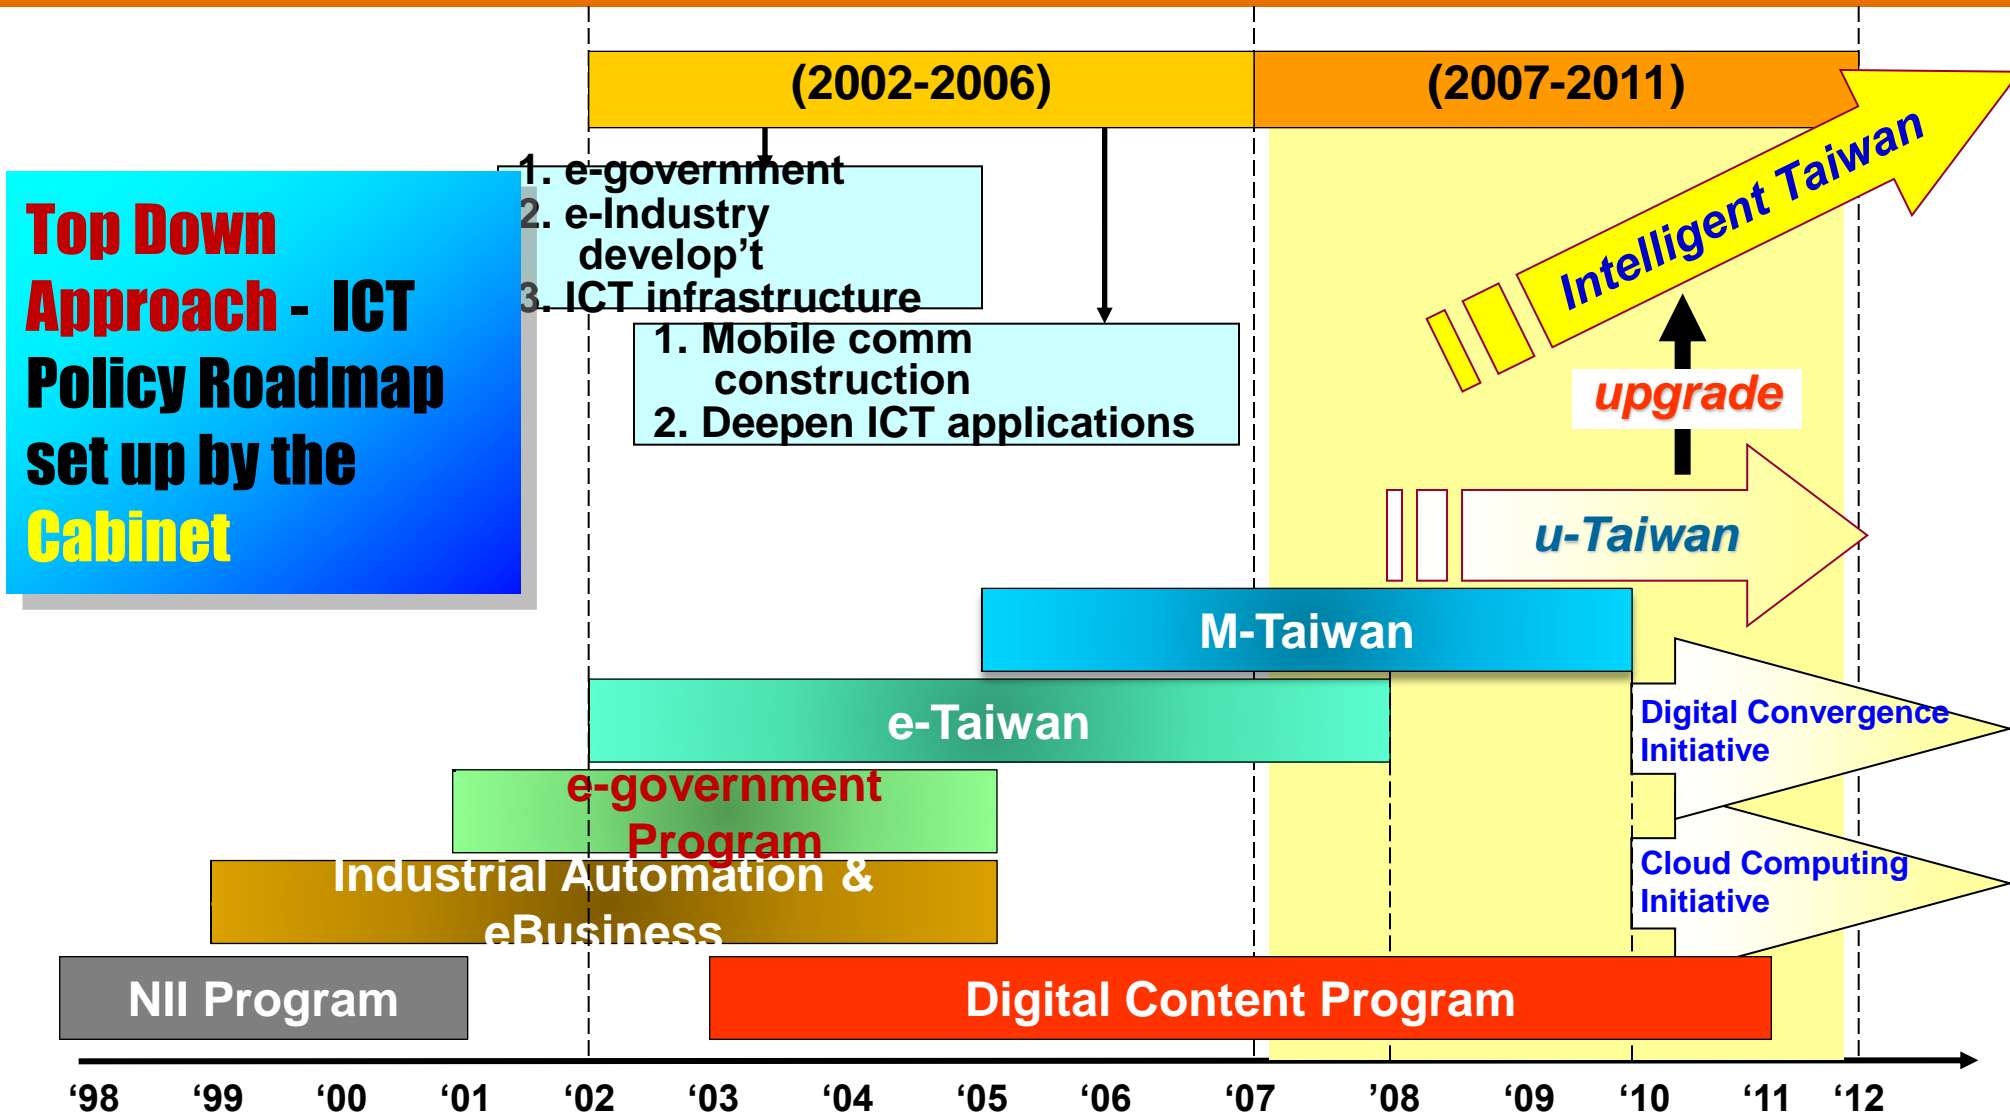 (2002-2006)
(2007-2011)
Top Down
Approach - ICT
Policy Roadmap
set up by the
Cabinet
1. e-government
2. e-Industry
develop’t
3. ICT infrastructure
1. Mobile comm
construction
2. Deepen ICT applications
Intelligent Taiwan
upgrade
u-Taiwan
M-Taiwan
e-Taiwan
Digital Convergence
Initiative
e-government
Program
Industrial Automation &
eBusiness
Cloud Computing
Initiative
NII Program
Digital Content Program
‘98 ‘99 ‘00 ‘01 ‘02 ‘03 ‘04 ‘05 ‘06 ‘07 ’08 ‘09 ‘10 ‘11 ‘12